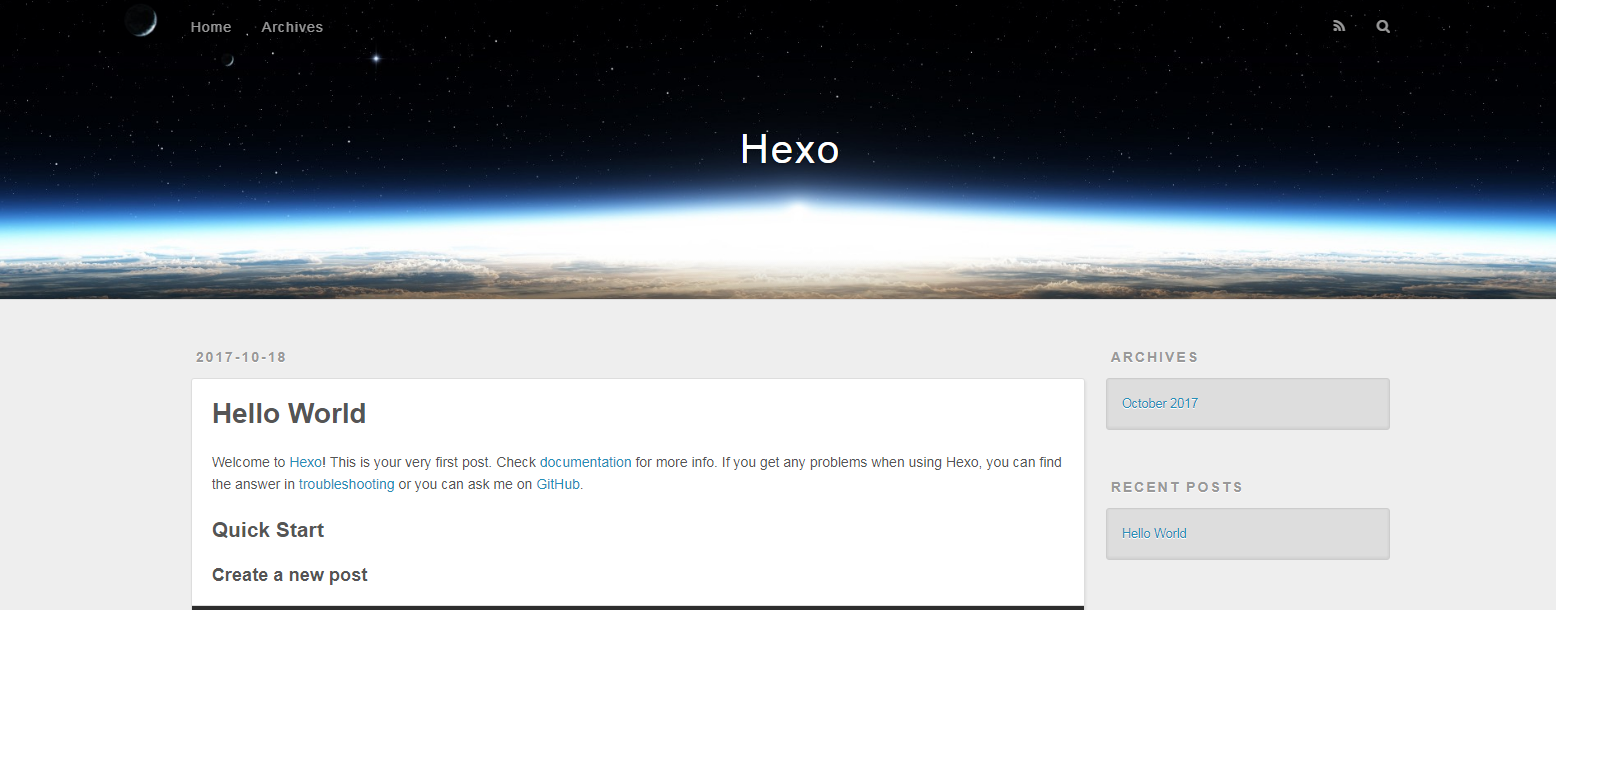 Home Archives
Hexo
2017-10-18
Hello World
Welcome to Hexo! This is your very first post. Check documentation for more info. If you get any problems when using Hexo, you can find
the answer in troubleshooting or you can ask me on GitHub.
Quick Start
Create a new post
ARCHIVES
October 2017
RECENT POSTS
Hello World